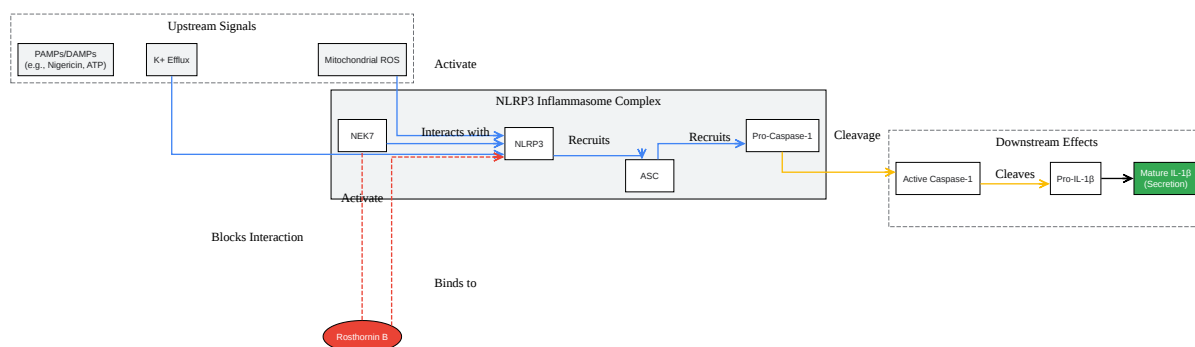 Upstream Signals
PAMPs/DAMPs
(e.g., Nigericin, ATP)
K+ Efflux
Mitochondrial ROS
Activate
NLRP3 Inflammasome Complex
NEK7
Interacts with
NLRP3
Recruits
ASC
Recruits
Pro-Caspase-1
Cleavage
Downstream Effects
Active Caspase-1
Cleaves
Pro-IL-1β
Mature IL-1β
(Secretion)
Activate
Blocks Interaction
Binds to
Rosthornin B